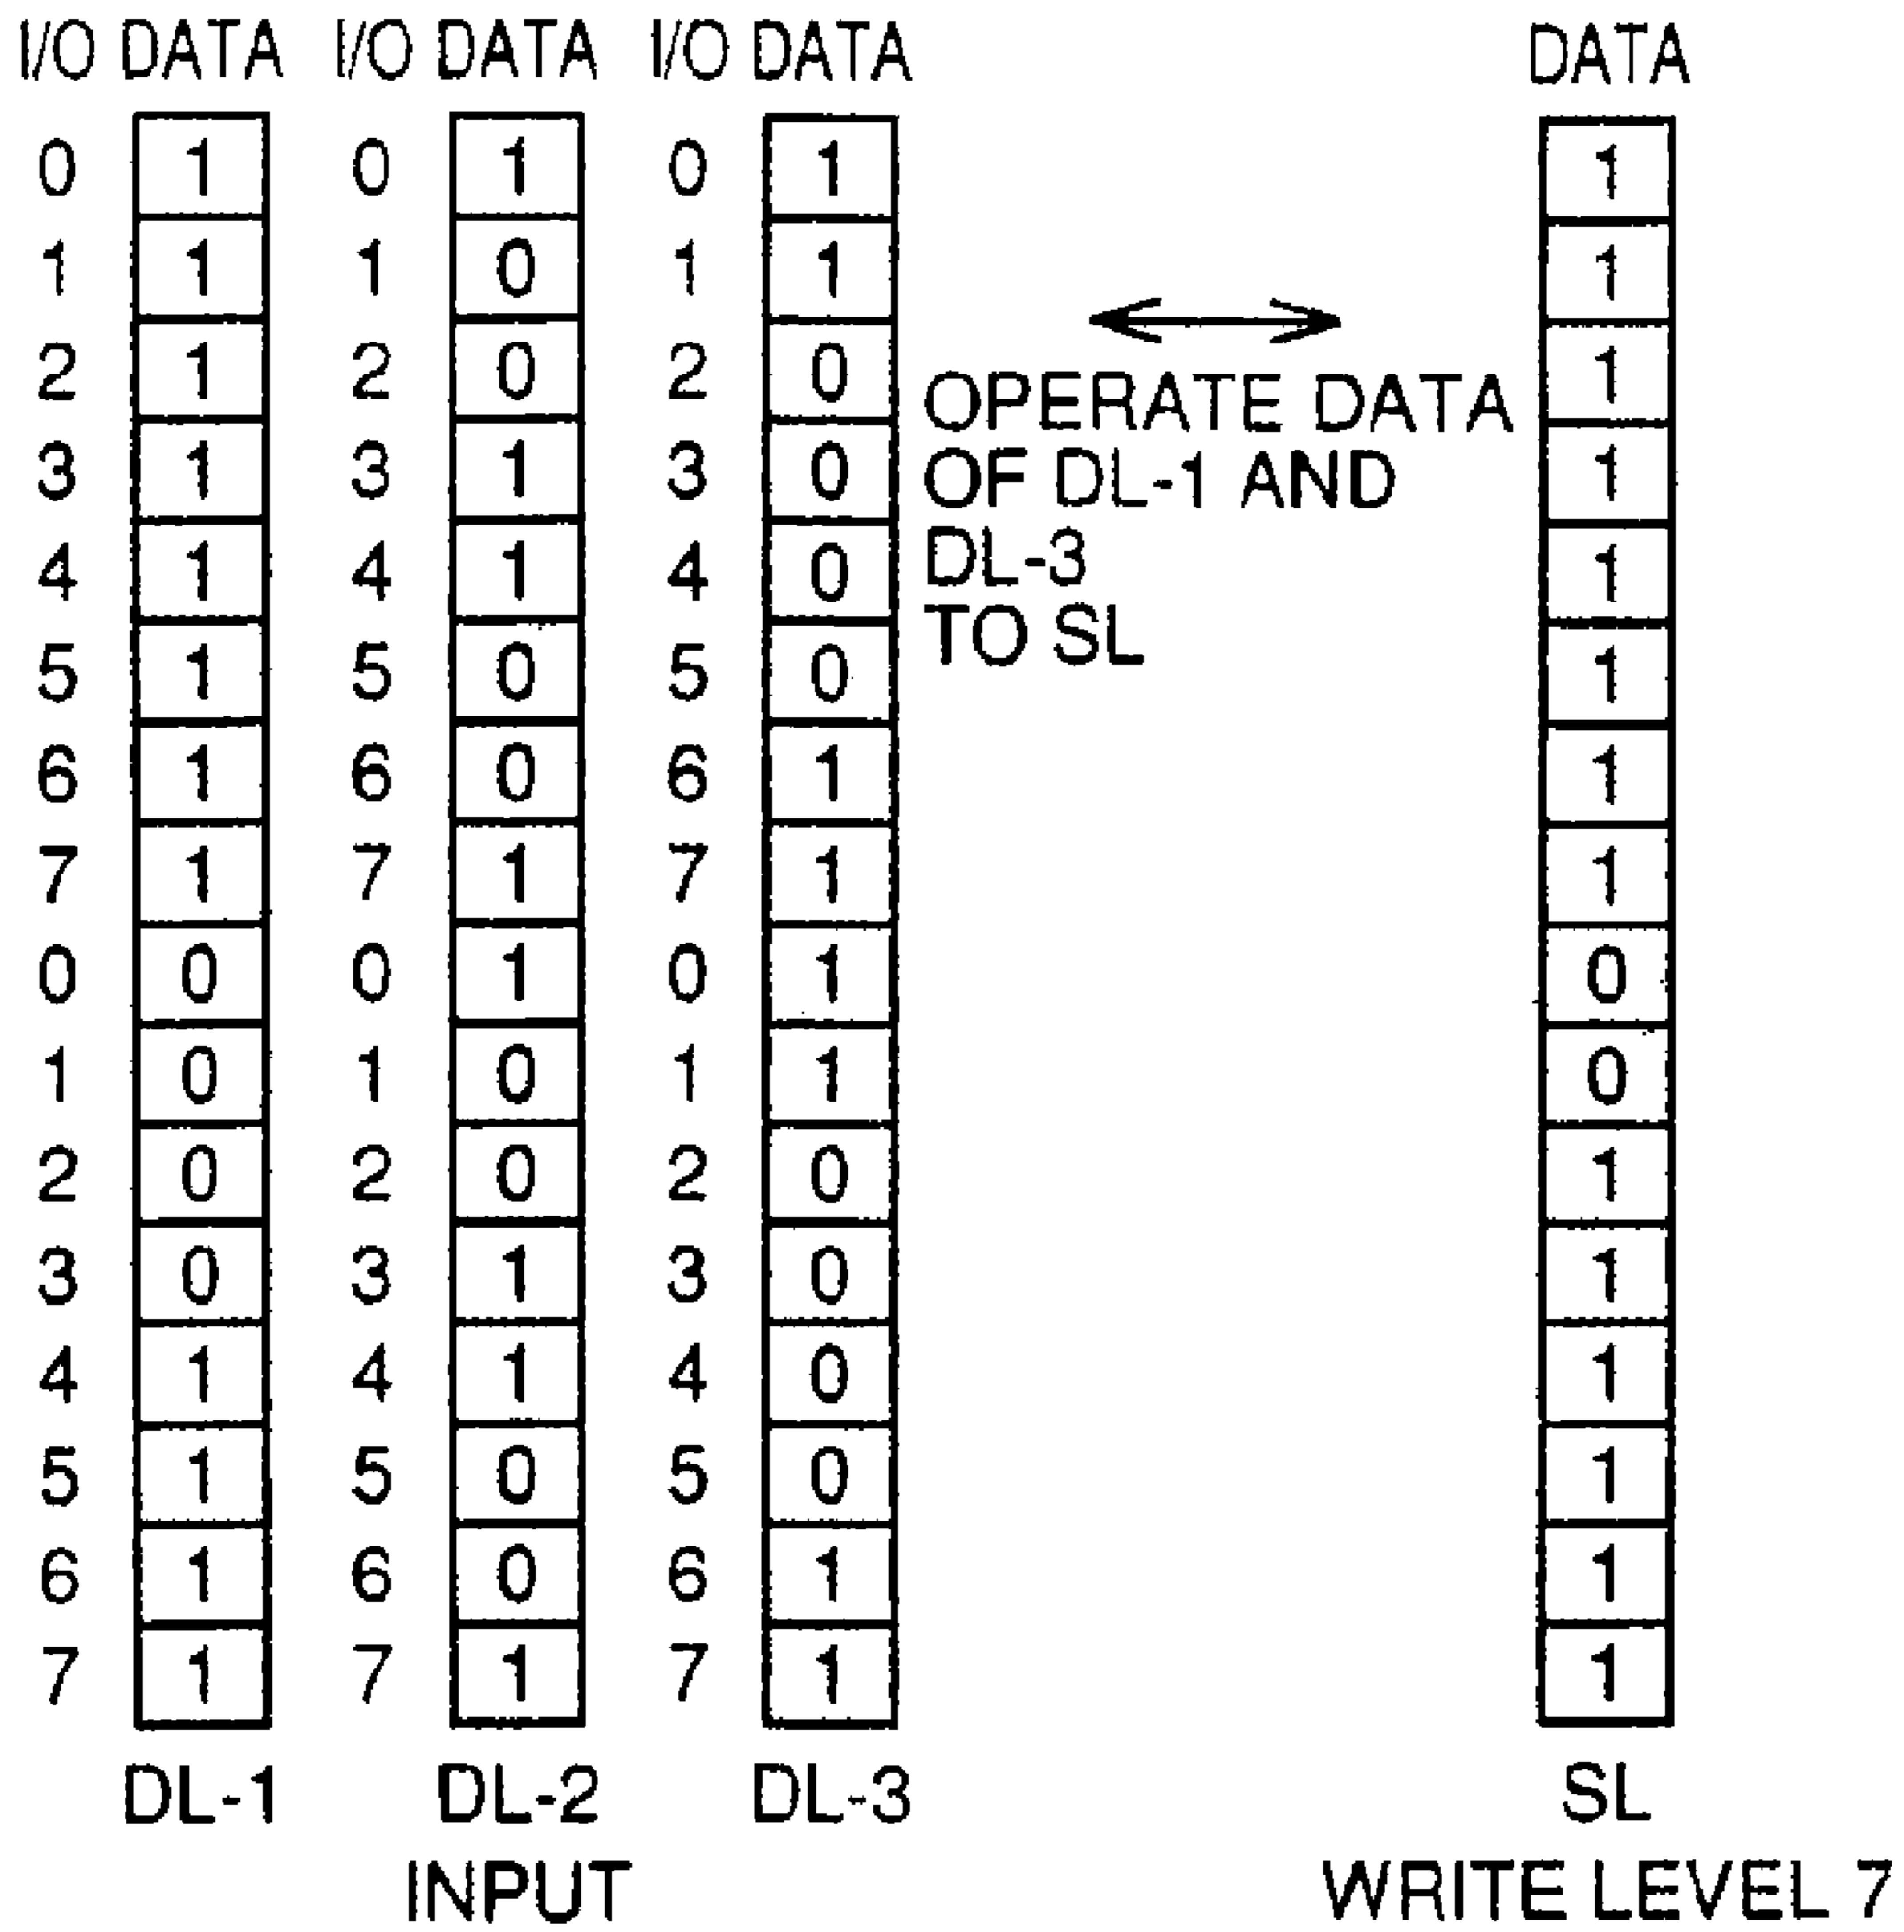 I/O DATA I/O DATA I/O DATA DATA
0 1 0 1 0 1 1
1 1 1 0 1 1 1
2 1 2 0 2 0 1
3 1 3 1 3 0 1
4 1 4 1 4 0 1
5 1 5 0 5 0 1
6 1 6 0 6 1 1
7 1 7 1 7 1 1
0 0 0 1 0 1 0
1 0 1 0 1 1 0
2 0 2 0 2 0 1
3 0 3 1 3 0 1
4 1 4 1 4 0 1
5 1 5 0 5 0 1
6 1 6 0 6 1 1
7 1 7 1 7 1 1
OPERATE DATA
OF DL-1 AND
DL-3
TO SL
DL-1 DL-2 DL-3 SL
INPUT WRITE LEVEL 7